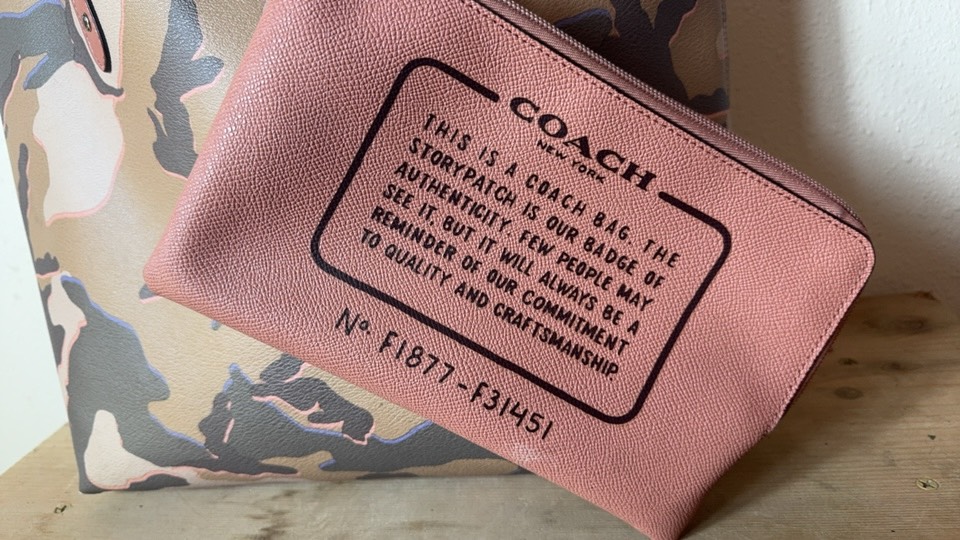 COACH
NEW YORK
THIS IS A COACH BAG. THE
STORYPATCH IS OUR BADGE OF
AUTHENTICITY. FEW PEOPLE MAY
SEE IT, BUT IT WILL ALWAYS BE A
REMINDER OF OUR COMMITMENT
TO QUALITY AND CRAFTSMANSHIP.
Nº. F1877-F31451